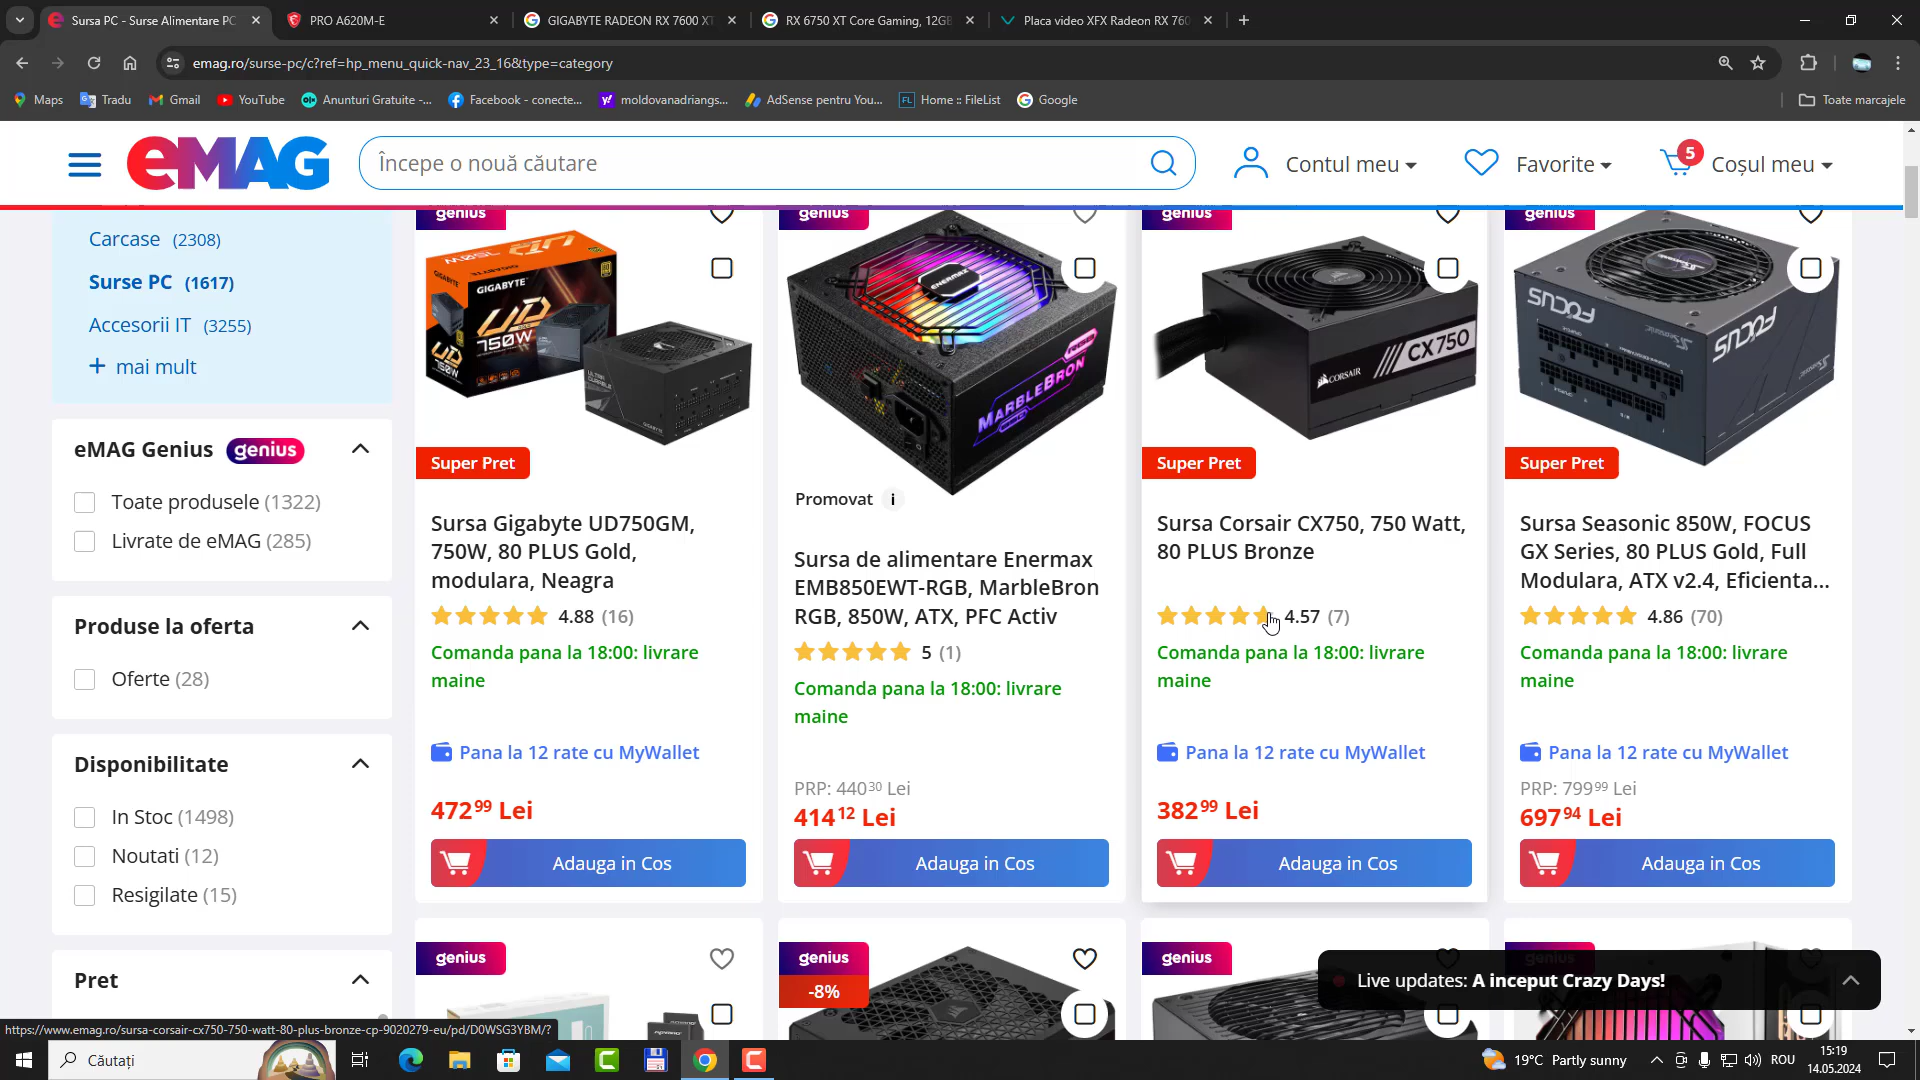 Sursa PC - Surse Alimentare PC
PRO A620M-E
GIGABYTE RADEON RX 7600 XT
RX 6750 XT Core Gaming, 12GB
Placa video XFX Radeon RX 760
emag.ro/surse-pc/c?ref=hp_menu_quick-nav_23_16&type=category
Maps
Tradu
Gmail
YouTube
Anunturi Gratuite -...
Facebook - conecte...
moldovanadriangs...
AdSense pentru You...
FL Home :: FileList
Google
Toate marcajele
eMAG
Începe o nouă căutare
Contul meu
Favorite
5
Coșul meu
Carcase (2308)
Surse PC (1617)
Accesorii IT (3255)
+ mai mult
eMAG Genius genius
Toate produsele (1322)
Livrate de eMAG (285)
Produse la oferta
Oferte (28)
Disponibilitate
In Stoc (1498)
Noutati (12)
Resigilate (15)
Pret
genius
GIGABYTE
UD
750W
Super Pret
Sursa Gigabyte UD750GM,
750W, 80 PLUS Gold,
modulara, Neagra
4.88 (16)
Comanda pana la 18:00: livrare
maine
Pana la 12 rate cu MyWallet
472⁹⁹ Lei
Adauga in Cos
genius
ENERMAX
MARBLEBRON
Promovat i
Sursa de alimentare Enermax
EMB850EWT-RGB, MarbleBron
RGB, 850W, ATX, PFC Activ
5 (1)
Comanda pana la 18:00: livrare
maine
PRP: 440³⁰ Lei
414¹² Lei
Adauga in Cos
genius
CORSAIR
CX750
Super Pret
Sursa Corsair CX750, 750 Watt,
80 PLUS Bronze
4.57 (7)
Comanda pana la 18:00: livrare
maine
Pana la 12 rate cu MyWallet
382⁹⁹ Lei
Adauga in Cos
genius
FOCUS
FOCUS
Super Pret
Sursa Seasonic 850W, FOCUS
GX Series, 80 PLUS Gold, Full
Modulara, ATX v2.4, Eficienta...
4.86 (70)
Comanda pana la 18:00: livrare
maine
Pana la 12 rate cu MyWallet
PRP: 799⁹⁹ Lei
697⁹⁴ Lei
Adauga in Cos
genius
genius
-8%
genius
Live updates: A inceput Crazy Days!
https://www.emag.ro/sursa-corsair-cx750-750-watt-80-plus-bronze-cp-9020279-eu/pd/D0WSG3YBM/?
Căutați
19°C Partly sunny
ROU
15:19
14.05.2024